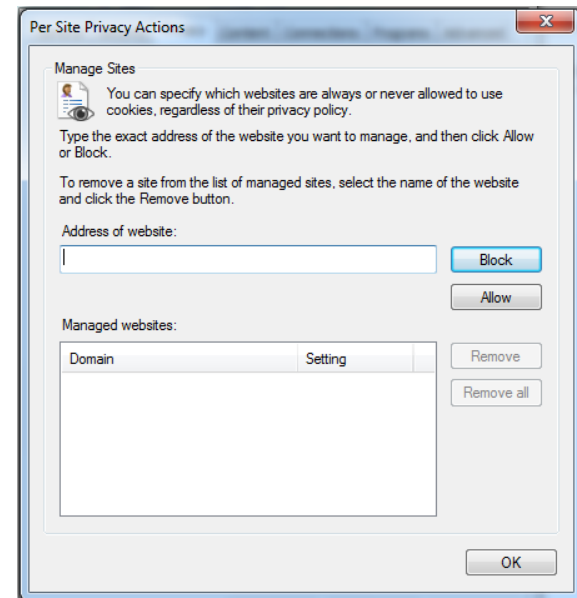 Per Site Privacy Actions
Manage Sites
You can specify which websites are always or never allowed to use
cookies, regardless of their privacy policy.
Type the exact address of the website you want to manage, and then click Allow
or Block.
To remove a site from the list of managed sites, select the name of the website
and click the Remove button.
Address of website:
Block
Allow
Managed websites:
Domain Setting
Remove
Remove all
OK